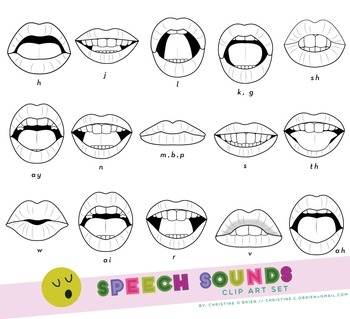 h j l k, g sh
ay n m,b,p s th
w ai r v ah
SPEECH SOUNDS
CLIP ART SET
BY: CHRISTINE O'BRIEN // CHRISTINE.C.OBRIEN@GMAIL.COM